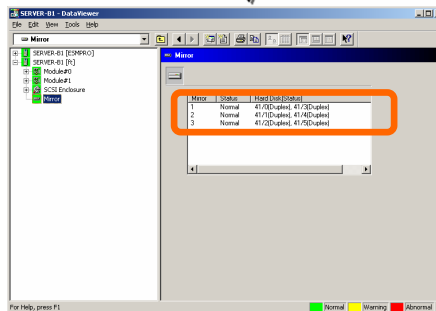 SERVER-B1 - DataViewer
File Edit View Tools Help
Mirror
SERVER-B1 [ESMPRO]
SERVER-B1 [ft]
Module#0
Module#1
SCSI Enclosure
Mirror
Mirror
Mirror Status Hard Disk(Status)
1 Normal 41/0(Duplex), 41/3(Duplex)
2 Normal 41/1(Duplex), 41/4(Duplex)
3 Normal 41/2(Duplex), 41/5(Duplex)
For Help, press F1
Normal Warning Abnormal